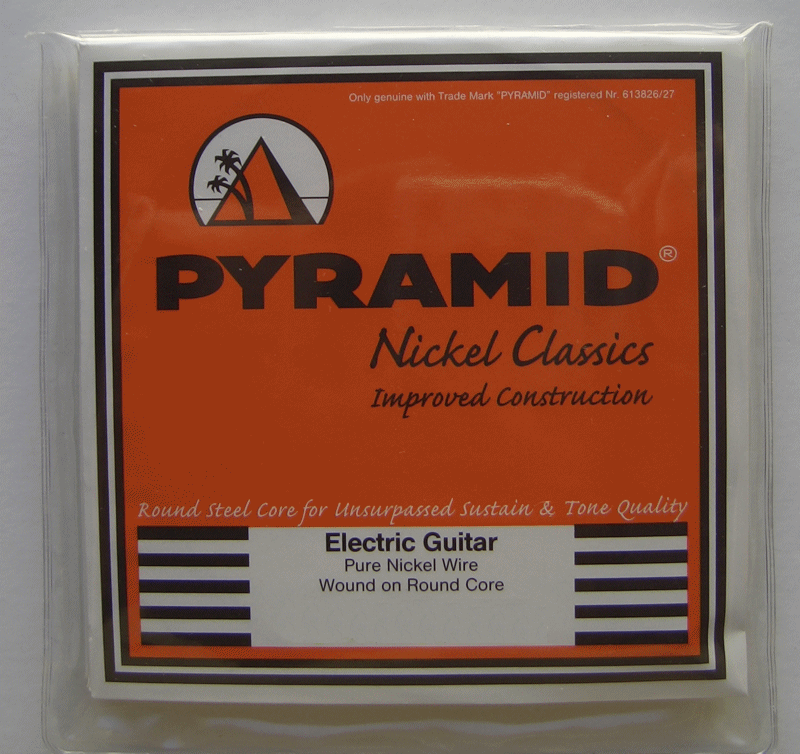 Only genuine with Trade Mark "PYRAMID" registered Nr. 613826/27
PYRAMID®
Nickel Classics
Improved Construction
Round Steel Core for Unsurpassed Sustain & Tone Quality
Electric Guitar
Pure Nickel Wire
Wound on Round Core